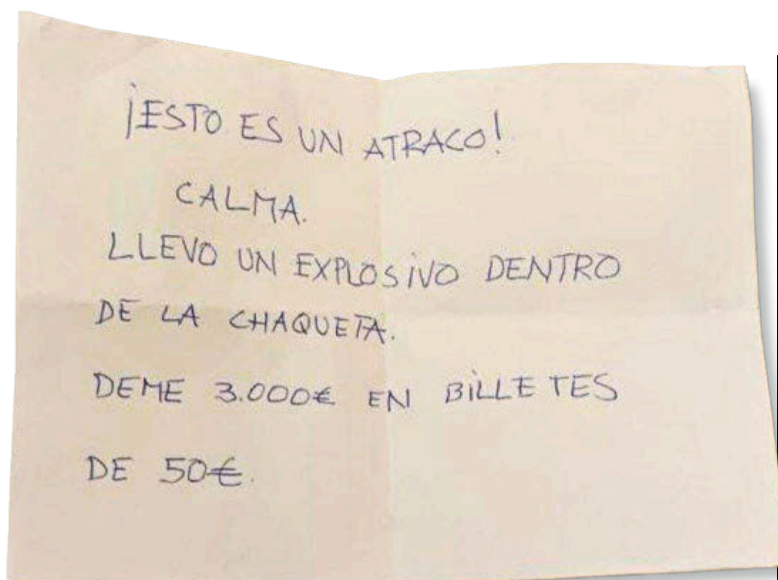 ¡ESTO ES UN ATRACO!
CALMA.
LLEVO UN EXPLOSIVO DENTRO
DE LA CHAQUETA.
DEME 3.000€ EN BILLETES
DE 50€.